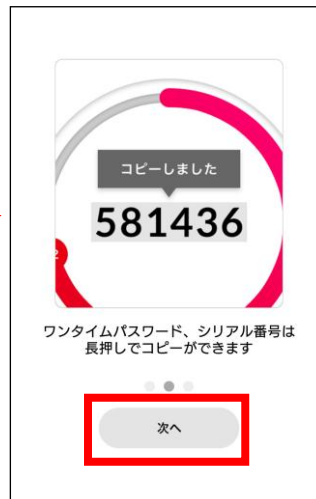 コピーしました
581436
2
ワンタイムパスワード、シリアル番号は
長押しでコピーができます
次へ